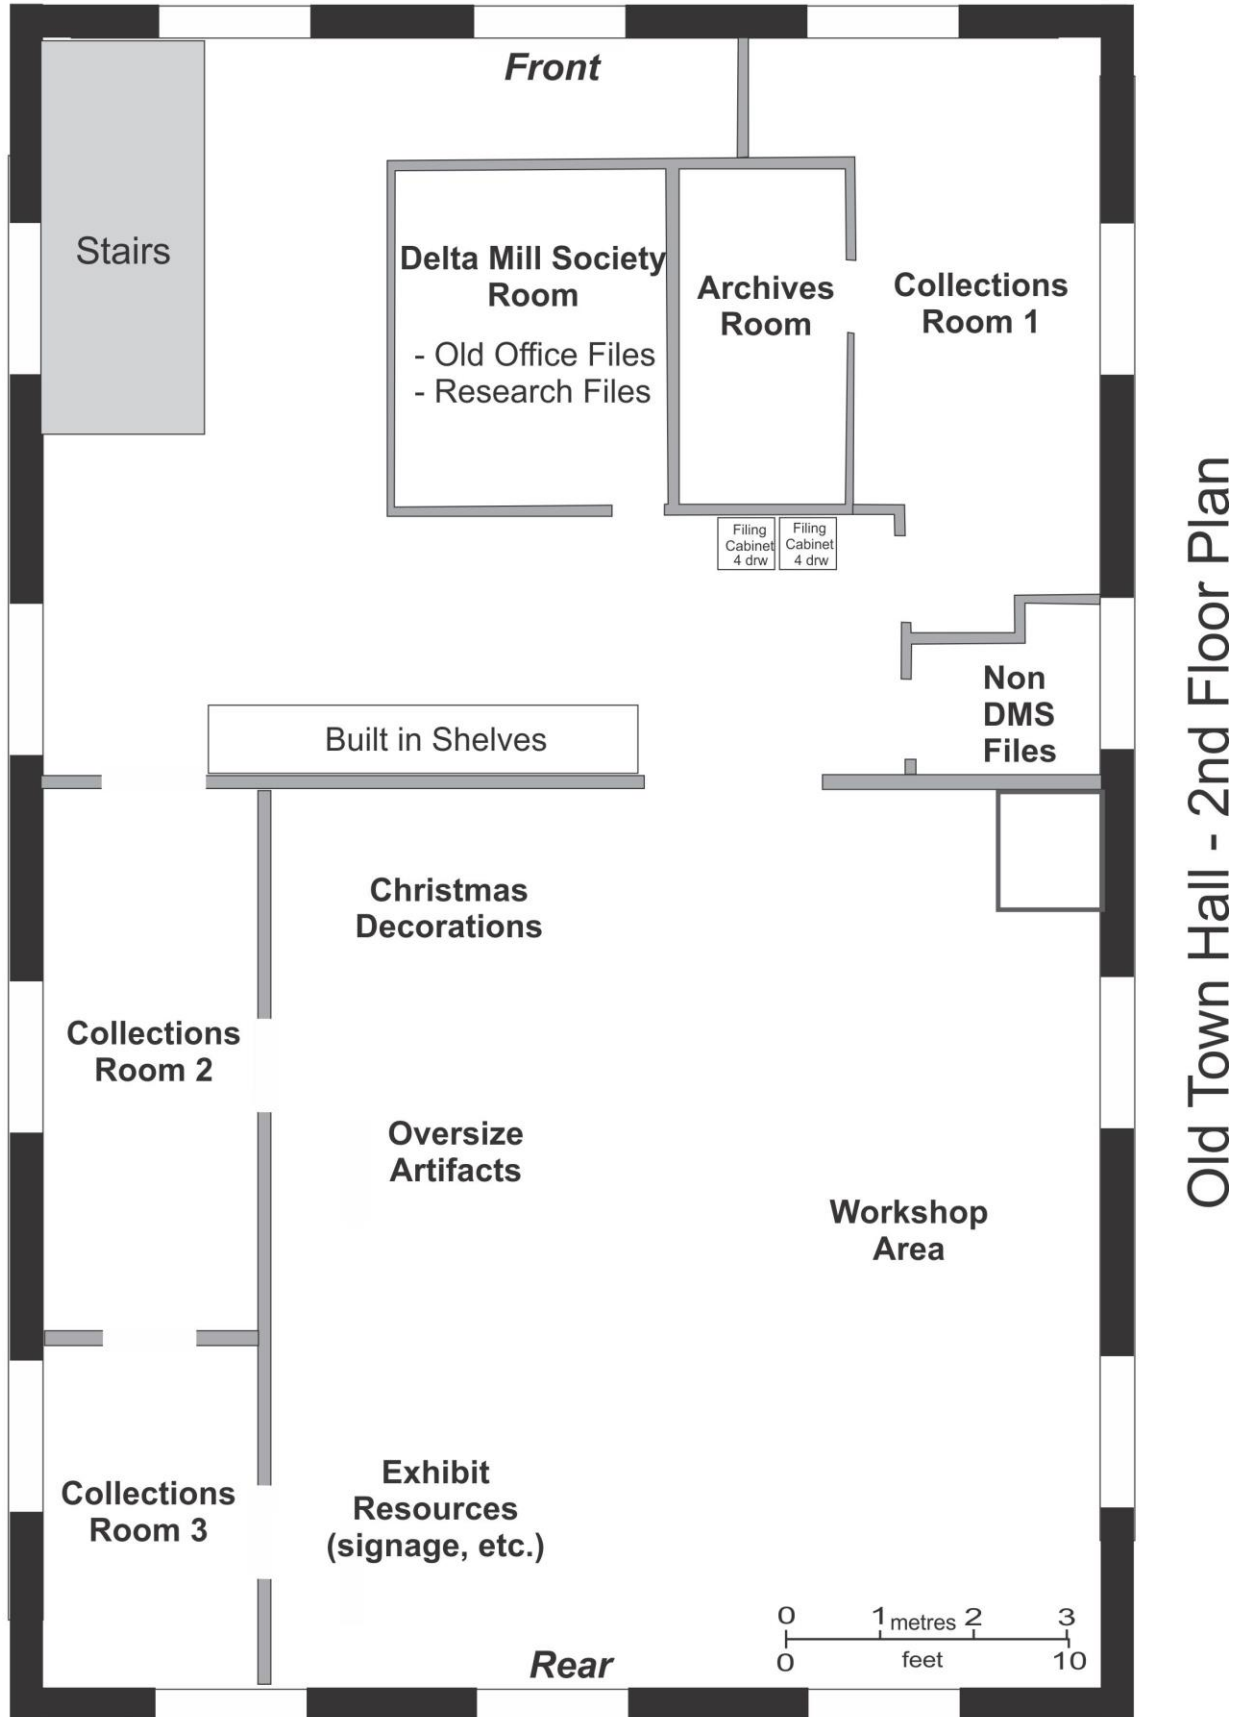 Front
Stairs
Delta Mill Society
Room
- Old Office Files
- Research Files
Archives
Room
Collections
Room 1
Filing
Cabinet
4 drw
Filing
Cabinet
4 drw
Non
DMS
Files
Built in Shelves
Christmas
Decorations
Collections
Room 2
Oversize
Artifacts
Workshop
Area
Collections
Room 3
Exhibit
Resources
(signage, etc.)
Rear
0 1 metres 2 3
0 feet 10
Old Town Hall - 2nd Floor Plan